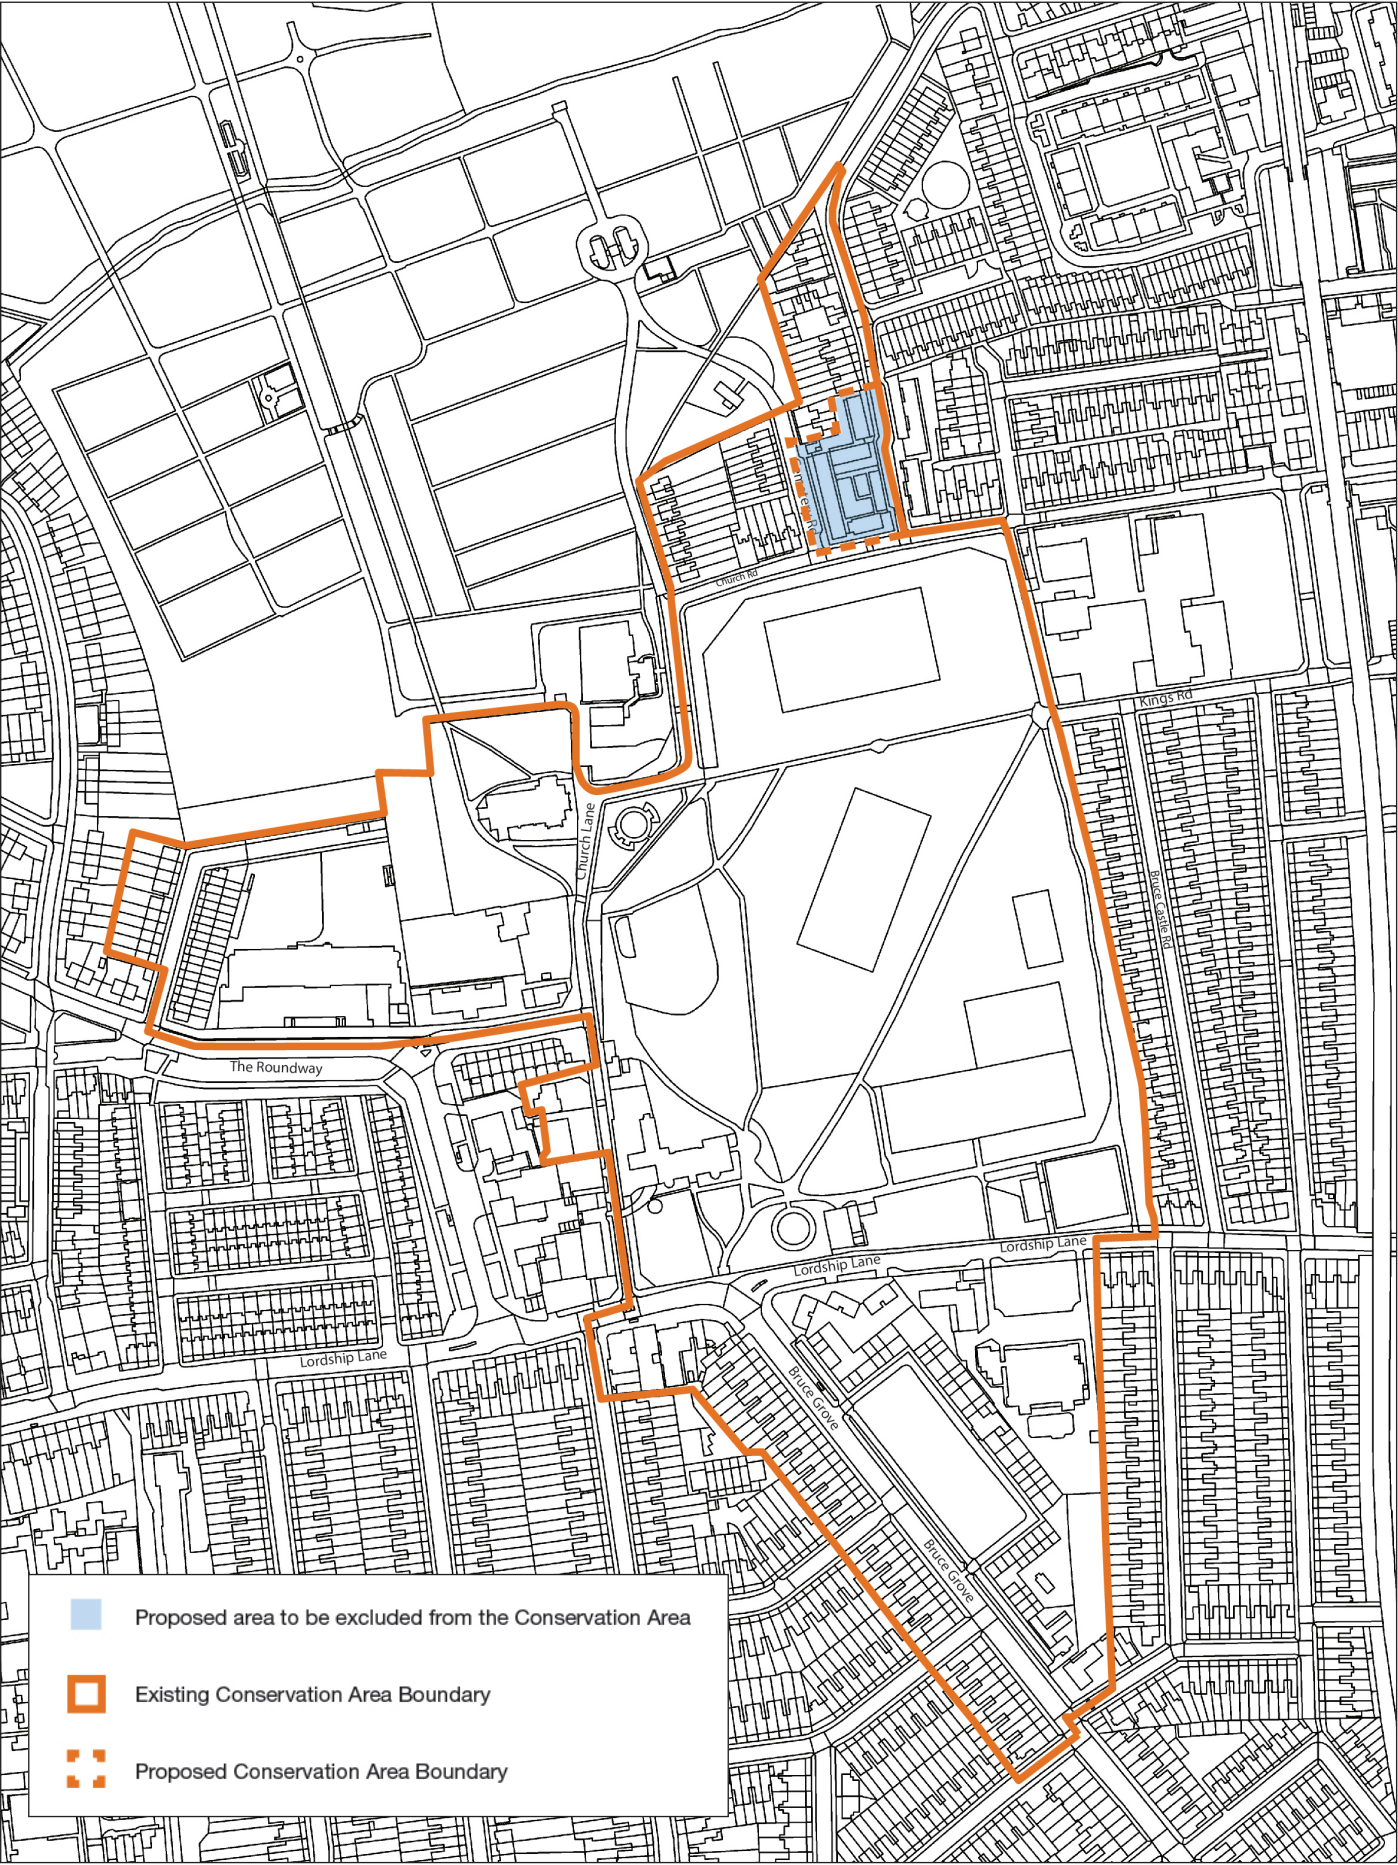 Church Rd
Kings Rd
Church Lane
Bruce Castle Rd
The Roundway
Lordship Lane
Lordship Lane
Lordship Lane
Bruce Grove
Bruce Grove
Proposed area to be excluded from the Conservation Area
Existing Conservation Area Boundary
Proposed Conservation Area Boundary